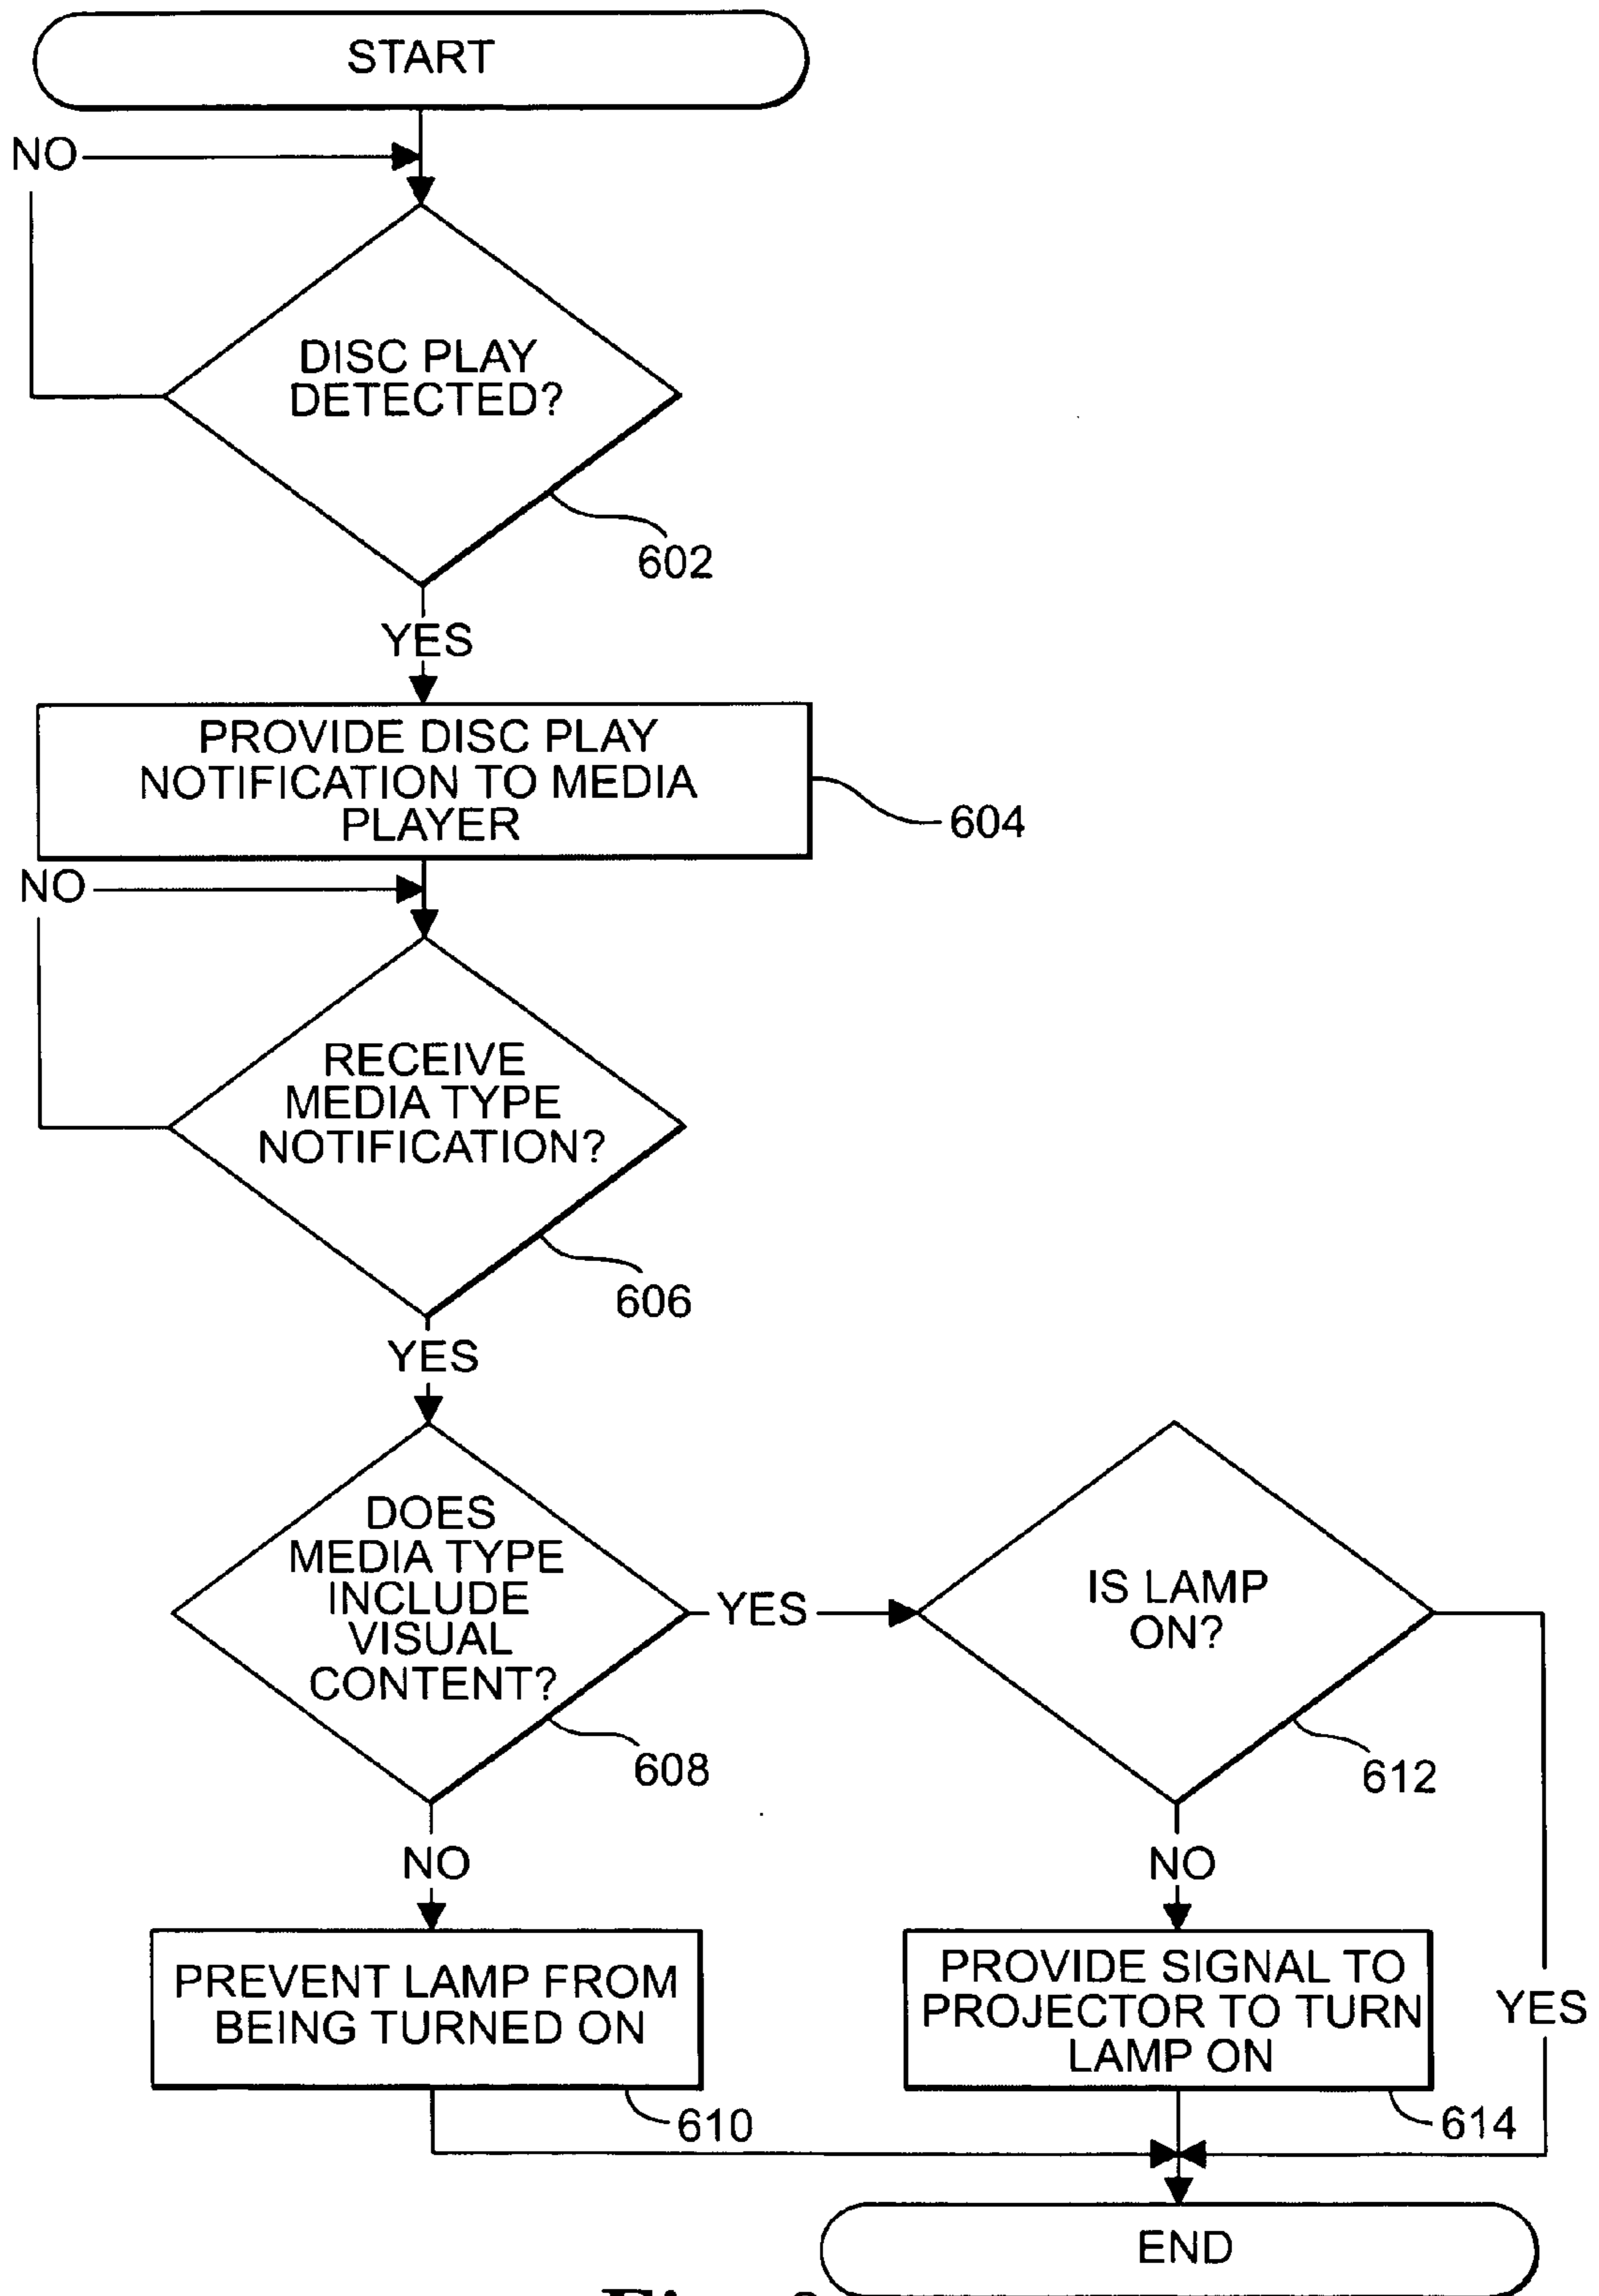 START
NO
DISC PLAY
DETECTED?
602
YES
PROVIDE DISC PLAY
NOTIFICATION TO MEDIA
PLAYER
604
NO
RECEIVE
MEDIA TYPE
NOTIFICATION?
606
YES
DOES
MEDIA TYPE
INCLUDE
VISUAL
CONTENT?
608
YES
IS LAMP
ON?
612
NO
NO
PREVENT LAMP FROM
BEING TURNED ON
610
PROVIDE SIGNAL TO
PROJECTOR TO TURN
LAMP ON
614
YES
END